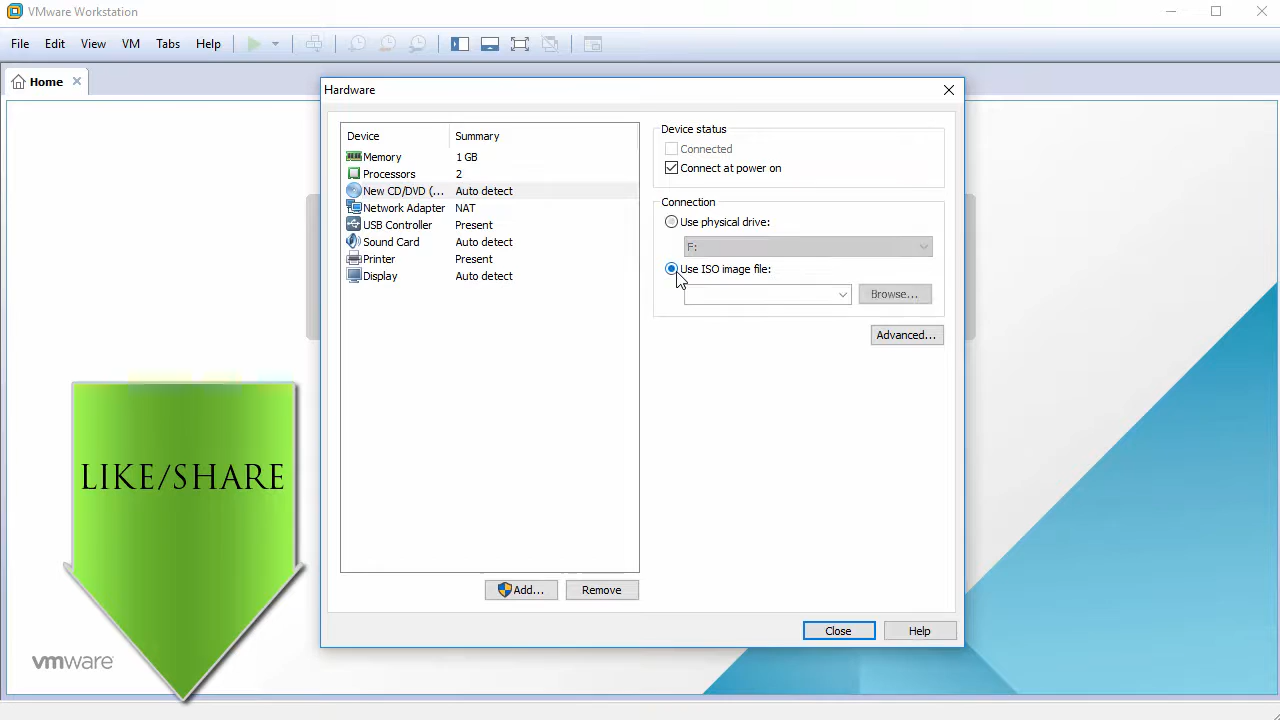 VMware Workstation
File Edit View VM Tabs Help
Home
Hardware
Device Summary
Memory 1 GB
Processors 2
New CD/DVD (... Auto detect
Network Adapter NAT
USB Controller Present
Sound Card Auto detect
Printer Present
Display Auto detect
Add... Remove
Device status
Connected
Connect at power on
Connection
Use physical drive:
F:
Use ISO image file:
Browse...
Advanced...
Close Help
LIKE/SHARE
vmware